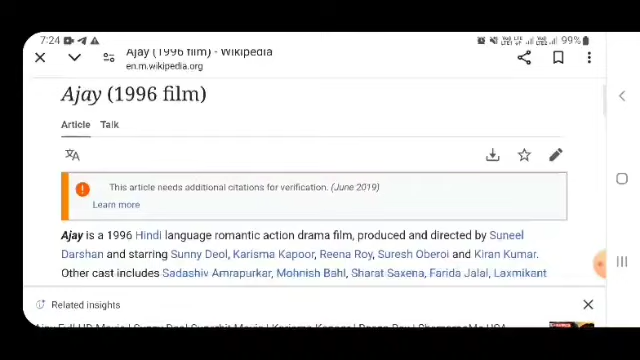 7:24
99%
Ajay (1996 film) - Wikipedia
en.m.wikipedia.org
Ajay (1996 film)
Article Talk
This article needs additional citations for verification. (June 2019)
Learn more
Ajay is a 1996 Hindi language romantic action drama film, produced and directed by Suneel
Darshan and starring Sunny Deol, Karisma Kapoor, Reena Roy, Suresh Oberoi and Kiran Kumar.
Other cast includes Sadashiv Amrapurkar, Mohnish Bahl, Sharat Saxena, Farida Jalal, Laxmikant
Related insights